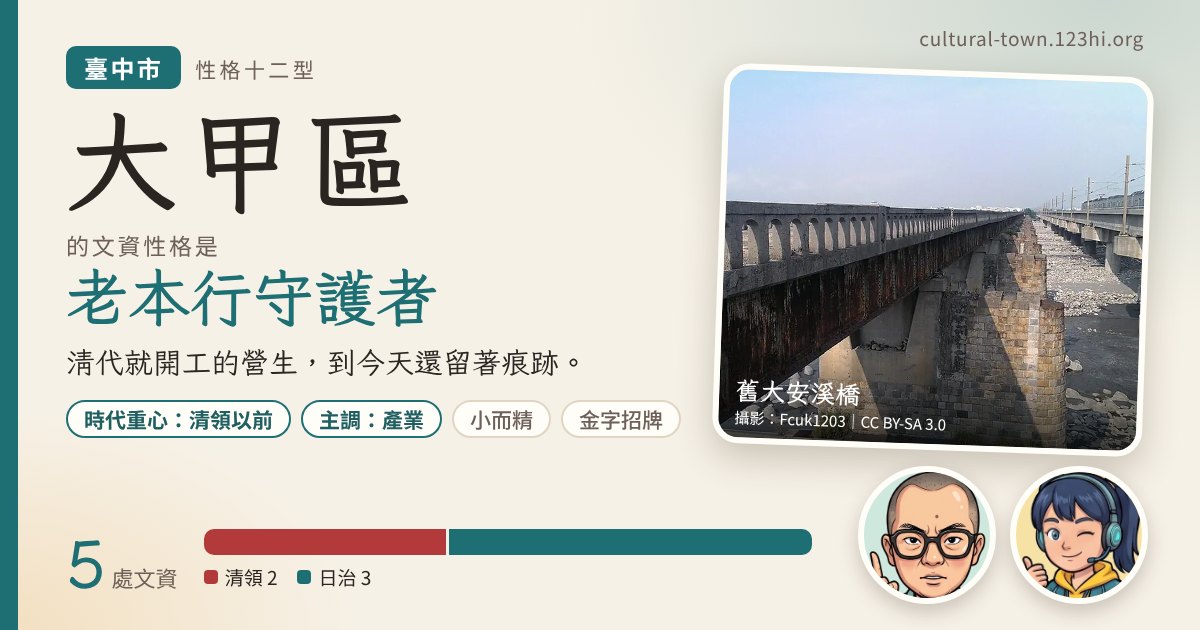 cultural-town.123hi.org
臺中市 性格十二型
大甲區
的文資性格是
老本行守護者
清代就開工的營生，到今天還留著痕跡。
時代重心：清領以前 主調：產業 小而精 金字招牌
舊大安溪橋
攝影：Fcuk1203｜CC BY-SA 3.0
5 處文資
清領 2 日治 3